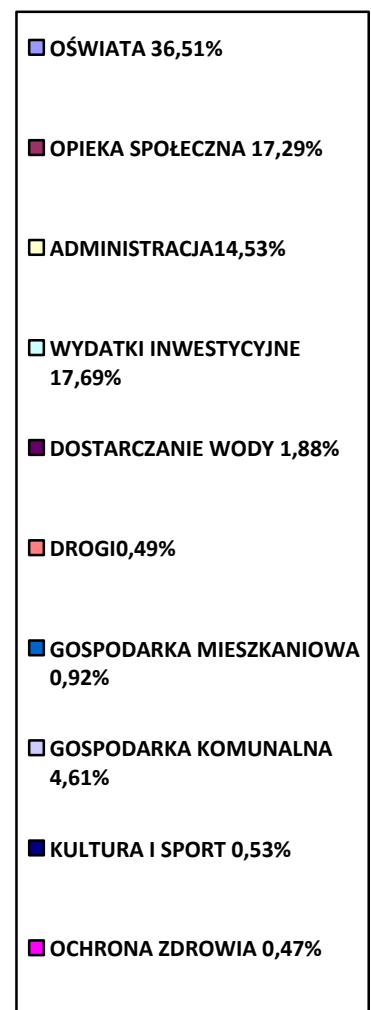 OŚWIATA 36,51%
OPIEKA SPOŁECZNA 17,29%
ADMINISTRACJA14,53%
WYDATKI INWESTYCYJNE
17,69%
DOSTARCZANIE WODY 1,88%
DROGI0,49%
GOSPODARKA MIESZKANIOWA
0,92%
GOSPODARKA KOMUNALNA
4,61%
KULTURA I SPORT 0,53%
OCHRONA ZDROWIA 0,47%